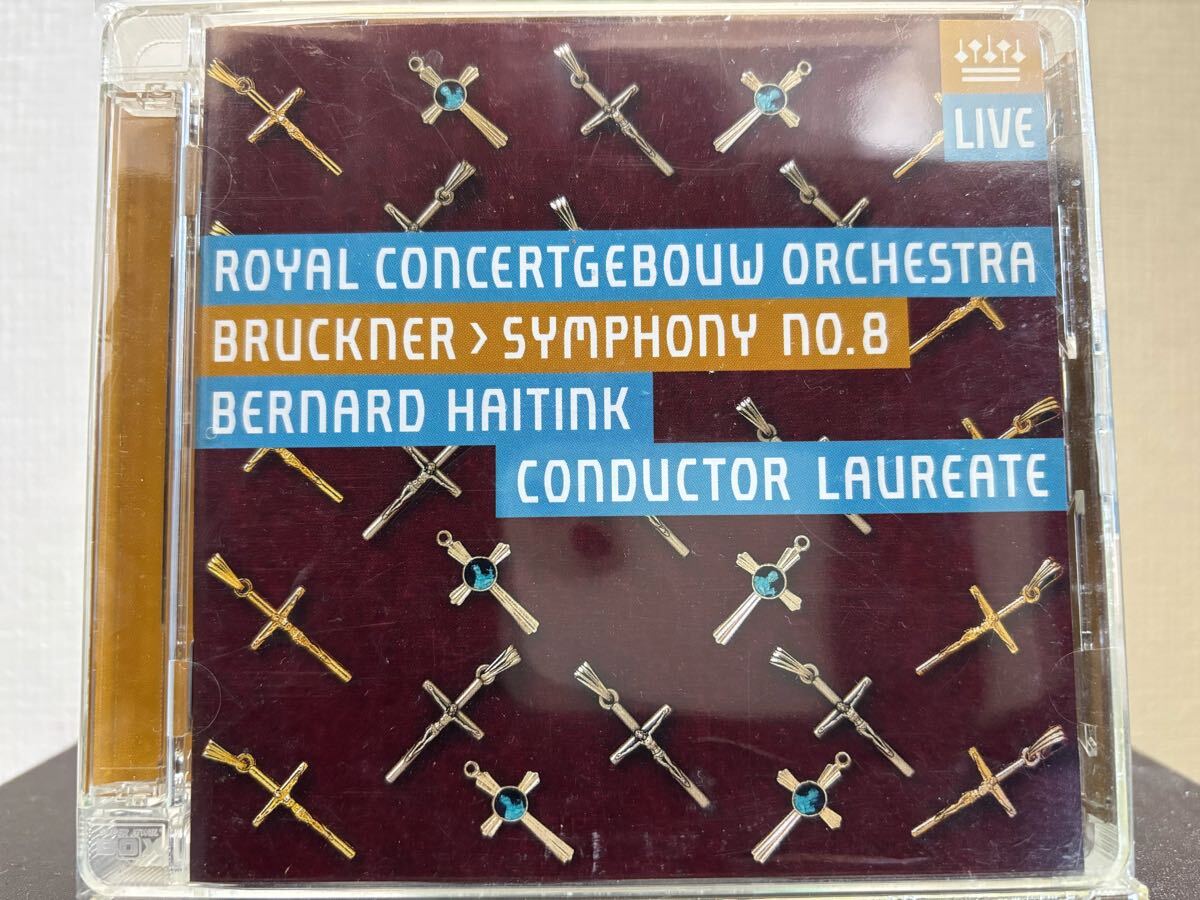 LIVE
ROYAL CONCERTGEBOUW ORCHESTRA
BRUCKNER > SYMPHONY NO.8
BERNARD HAITINK
CONDUCTOR LAUREATE